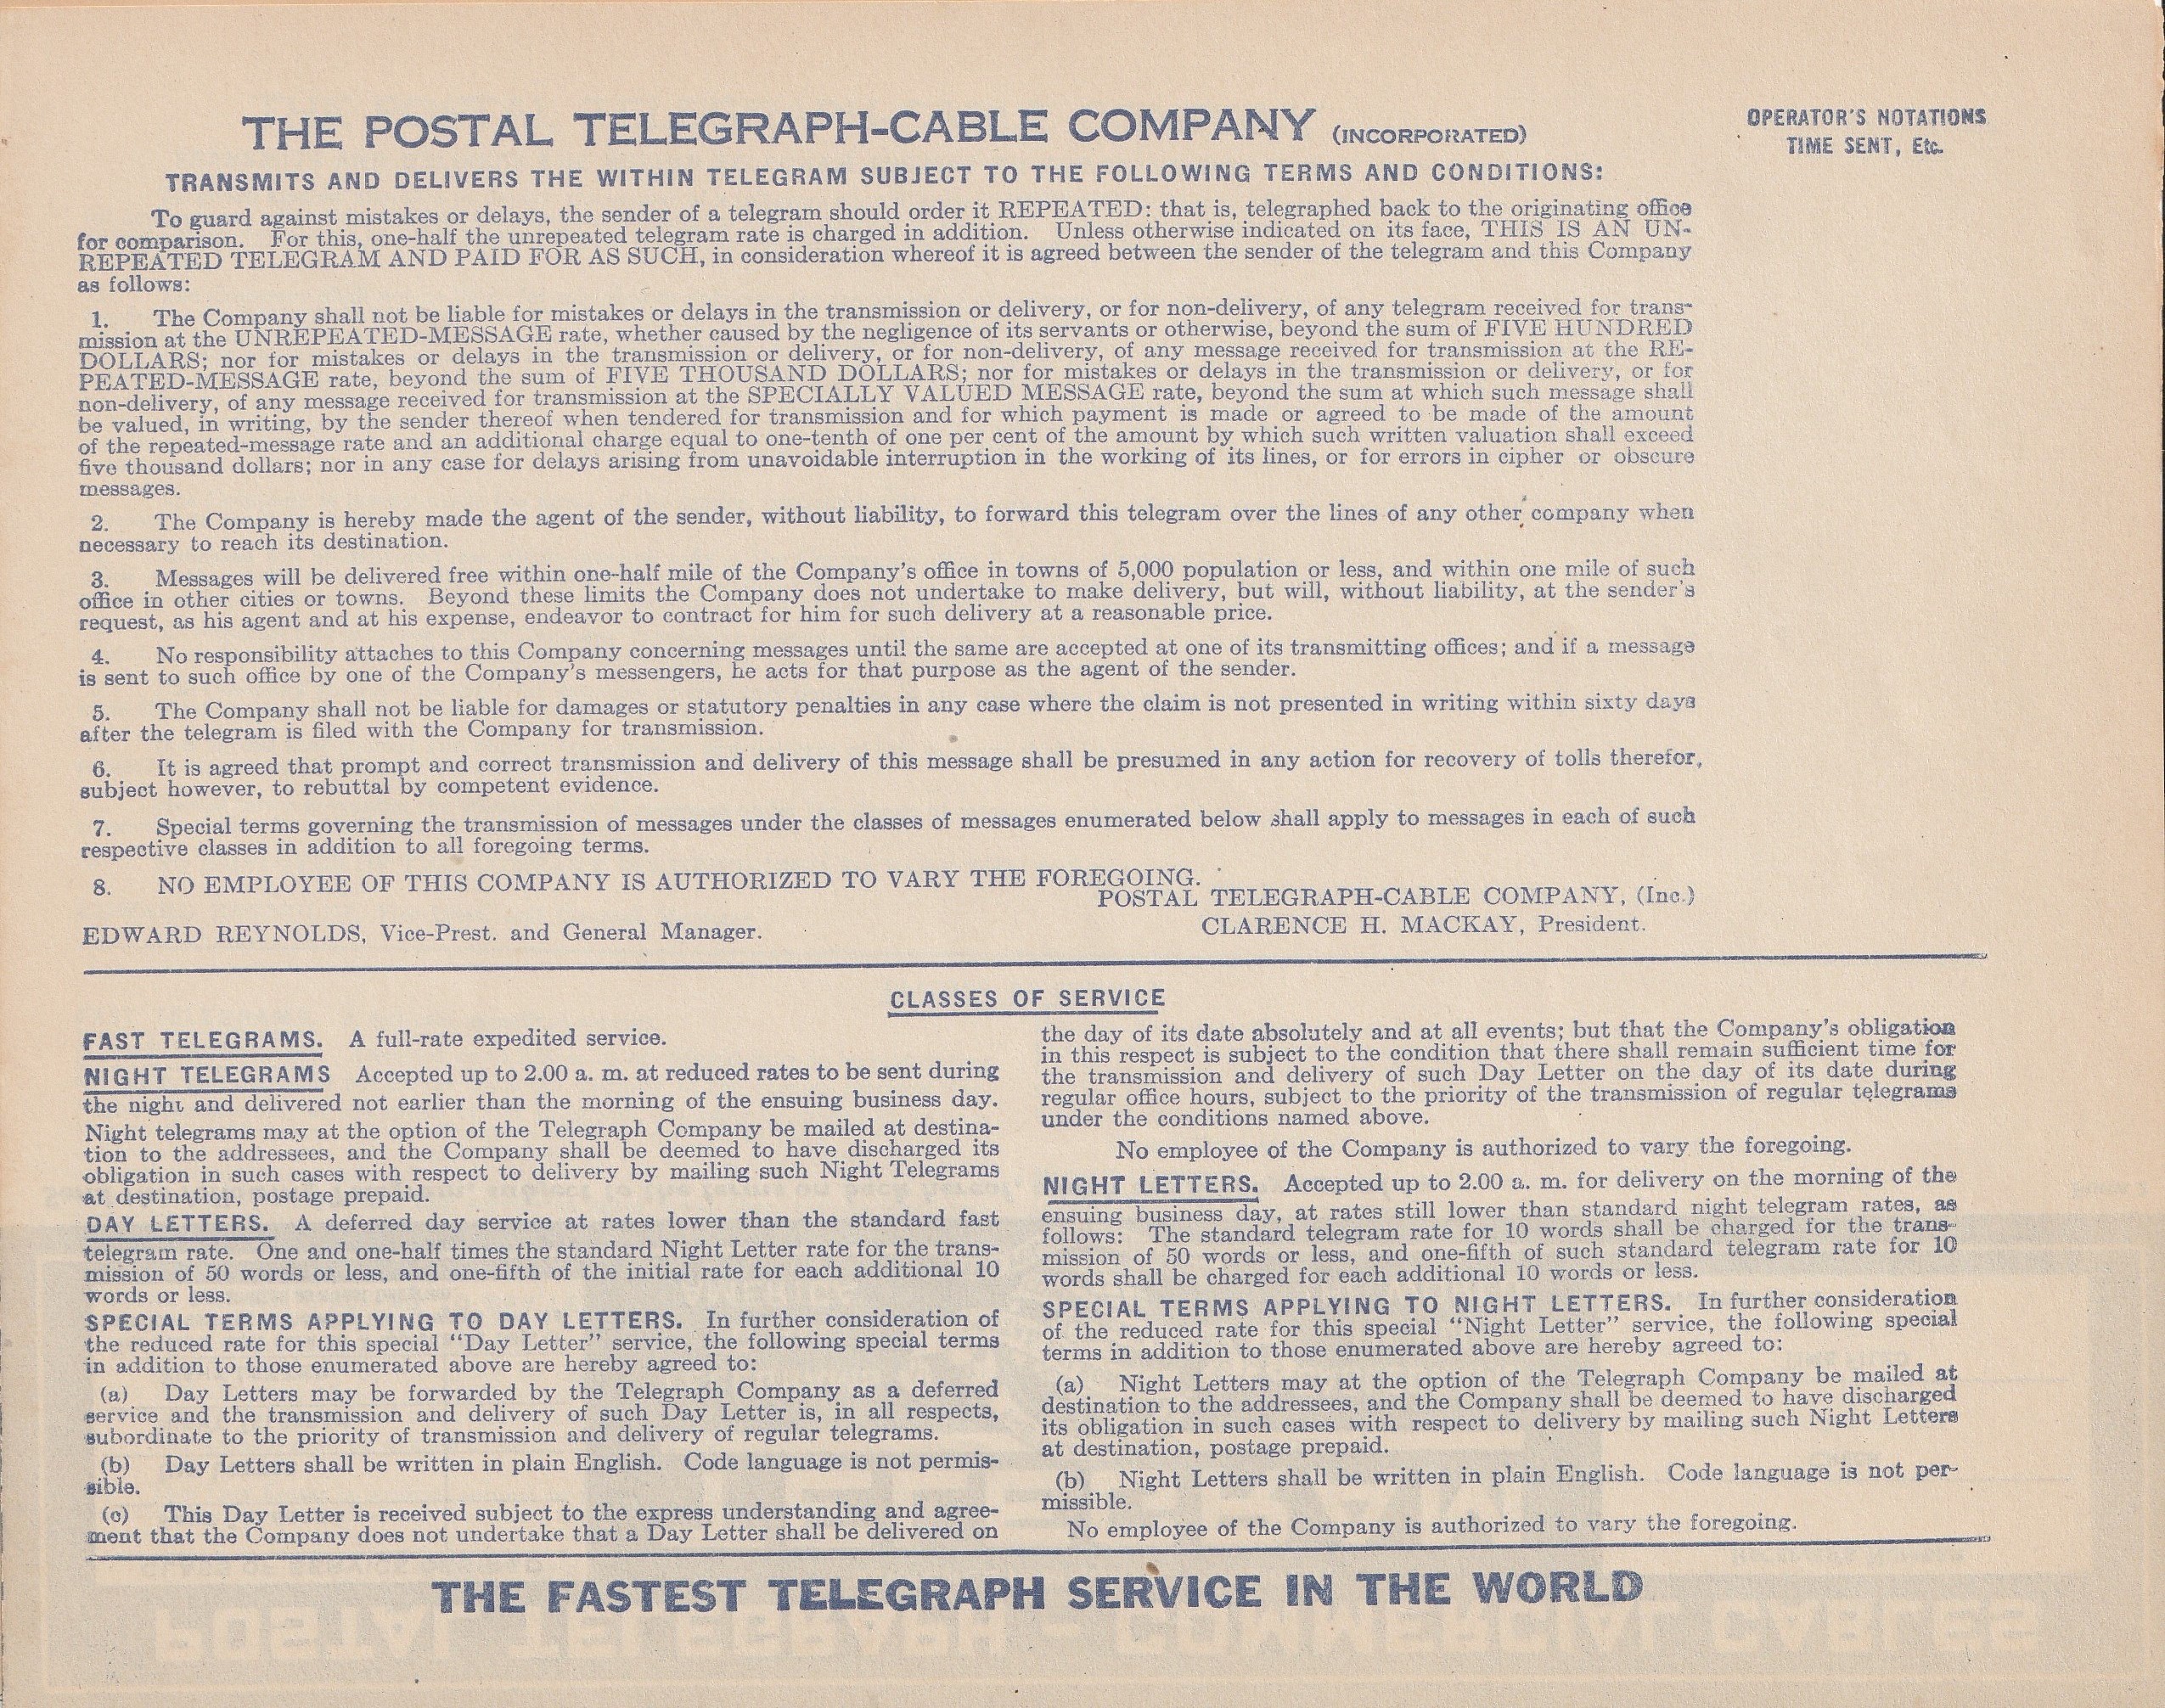 THE POSTAL TELEGRAPH-CABLE COMPANY (INCORPORATED)
OPERATOR'S NOTATIONS
TIME SENT, Etc.
TRANSMITS AND DELIVERS THE WITHIN TELEGRAM SUBJECT TO THE FOLLOWING TERMS AND CONDITIONS:
To guard against mistakes or delays, the sender of a telegram should order it REPEATED: that is, telegraphed back to the originating office
for comparison. For this, one-half the unrepeated telegram rate is charged in addition. Unless otherwise indicated on its face, THIS IS AN UN-
REPEATED TELEGRAM AND PAID FOR AS SUCH, in consideration whereof it is agreed between the sender of the telegram and this Company
as follows:
1. The Company shall not be liable for mistakes or delays in the transmission or delivery, or for non-delivery, of any telegram received for trans-
mission at the UNREPEATED-MESSAGE rate, whether caused by the negligence of its servants or otherwise, beyond the sum of FIVE HUNDRED
DOLLARS; nor for mistakes or delays in the transmission or delivery, or for non-delivery, of any message received for transmission at the RE-
PEATED-MESSAGE rate, beyond the sum of FIVE THOUSAND DOLLARS; nor for mistakes or delays in the transmission or delivery, or for
non-delivery, of any message received for transmission at the SPECIALLY VALUED MESSAGE rate, beyond the sum at which such message shall
be valued, in writing, by the sender thereof when tendered for transmission and for which payment is made or agreed to be made of the amount
of the repeated-message rate and an additional charge equal to one-tenth of one per cent of the amount by which such written valuation shall exceed
five thousand dollars; nor in any case for delays arising from unavoidable interruption in the working of its lines, or for errors in cipher or obscure
messages.
2. The Company is hereby made the agent of the sender, without liability, to forward this telegram over the lines of any other company when
necessary to reach its destination.
3. Messages will be delivered free within one-half mile of the Company's office in towns of 5,000 population or less, and within one mile of such
office in other cities or towns. Beyond these limits the Company does not undertake to make delivery, but will, without liability, at the sender's
request, as his agent and at his expense, endeavor to contract for him for such delivery at a reasonable price.
4. No responsibility attaches to this Company concerning messages until the same are accepted at one of its transmitting offices; and if a message
is sent to such office by one of the Company's messengers, he acts for that purpose as the agent of the sender.
5. The Company shall not be liable for damages or statutory penalties in any case where the claim is not presented in writing within sixty days
after the telegram is filed with the Company for transmission.
6. It is agreed that prompt and correct transmission and delivery of this message shall be presumed in any action for recovery of tolls therefor,
subject however, to rebuttal by competent evidence.
7. Special terms governing the transmission of messages under the classes of messages enumerated below shall apply to messages in each of such
respective classes in addition to all foregoing terms.
8. NO EMPLOYEE OF THIS COMPANY IS AUTHORIZED TO VARY THE FOREGOING.
POSTAL TELEGRAPH-CABLE COMPANY, (Inc.)
CLARENCE H. MACKAY, President.
EDWARD REYNOLDS, Vice-Prest. and General Manager.
CLASSES OF SERVICE
FAST TELEGRAMS. A full-rate expedited service.
NIGHT TELEGRAMS Accepted up to 2.00 a. m. at reduced rates to be sent during
the night and delivered not earlier than the morning of the ensuing business day.
Night telegrams may at the option of the Telegraph Company be mailed at destina-
tion to the addressees, and the Company shall be deemed to have discharged its
obligation in such cases with respect to delivery by mailing such Night Telegrams
at destination, postage prepaid.
DAY LETTERS. A deferred day service at rates lower than the standard fast
telegram rate. One and one-half times the standard Night Letter rate for the trans-
mission of 50 words or less, and one-fifth of the initial rate for each additional 10
words or less.
SPECIAL TERMS APPLYING TO DAY LETTERS. In further consideration of
the reduced rate for this special "Day Letter" service, the following special terms
in addition to those enumerated above are hereby agreed to:
(a) Day Letters may be forwarded by the Telegraph Company as a deferred
service and the transmission and delivery of such Day Letter is, in all respects,
subordinate to the priority of transmission and delivery of regular telegrams.
(b) Day Letters shall be written in plain English. Code language is not permis-
sible.
(c) This Day Letter is received subject to the express understanding and agree-
ment that the Company does not undertake that a Day Letter shall be delivered on
the day of its date absolutely and at all events; but that the Company's obligation
in this respect is subject to the condition that there shall remain sufficient time for
the transmission and delivery of such Day Letter on the day of its date during
regular office hours, subject to the priority of the transmission of regular telegrams
under the conditions named above.
No employee of the Company is authorized to vary the foregoing.
NIGHT LETTERS. Accepted up to 2.00 a. m. for delivery on the morning of the
ensuing business day, at rates still lower than standard night telegram rates, as
follows: The standard telegram rate for 10 words shall be charged for the trans-
mission of 50 words or less, and one-fifth of such standard telegram rate for 10
words shall be charged for each additional 10 words or less.
SPECIAL TERMS APPLYING TO NIGHT LETTERS. In further consideration
of the reduced rate for this special "Night Letter" service, the following special
terms in addition to those enumerated above are hereby agreed to:
(a) Night Letters may at the option of the Telegraph Company be mailed at
destination to the addressees, and the Company shall be deemed to have discharged
its obligation in such cases with respect to delivery by mailing such Night Letters
at destination, postage prepaid.
(b) Night Letters shall be written in plain English. Code language is not per-
missible.
No employee of the Company is authorized to vary the foregoing.
THE FASTEST TELEGRAPH SERVICE IN THE WORLD